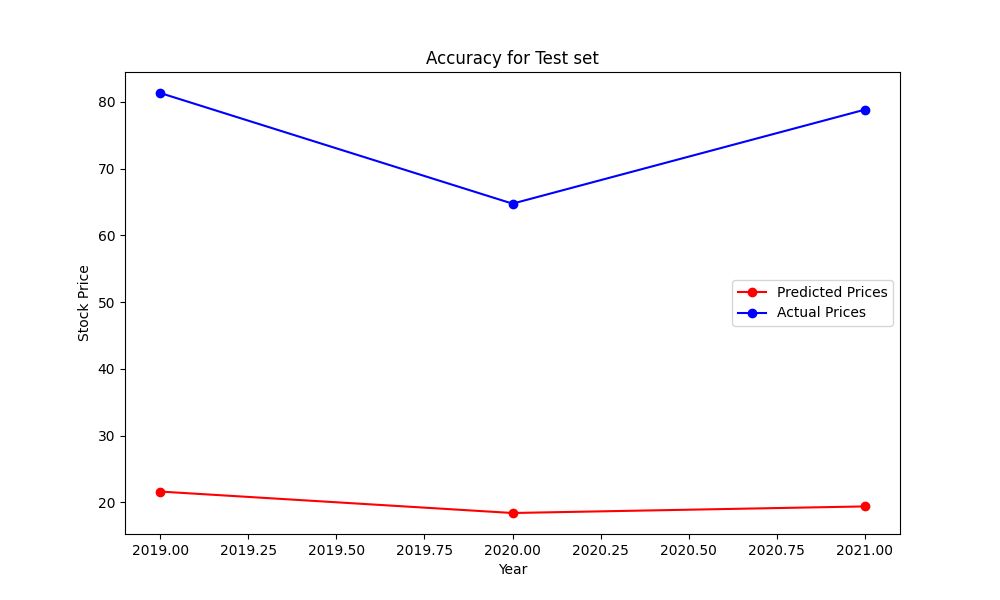 Accuracy for Test set
Stock Price
80
70
60
50
40
30
20
Predicted Prices
Actual Prices
2019.00 2019.25 2019.50 2019.75 2020.00 2020.25 2020.50 2020.75 2021.00
Year